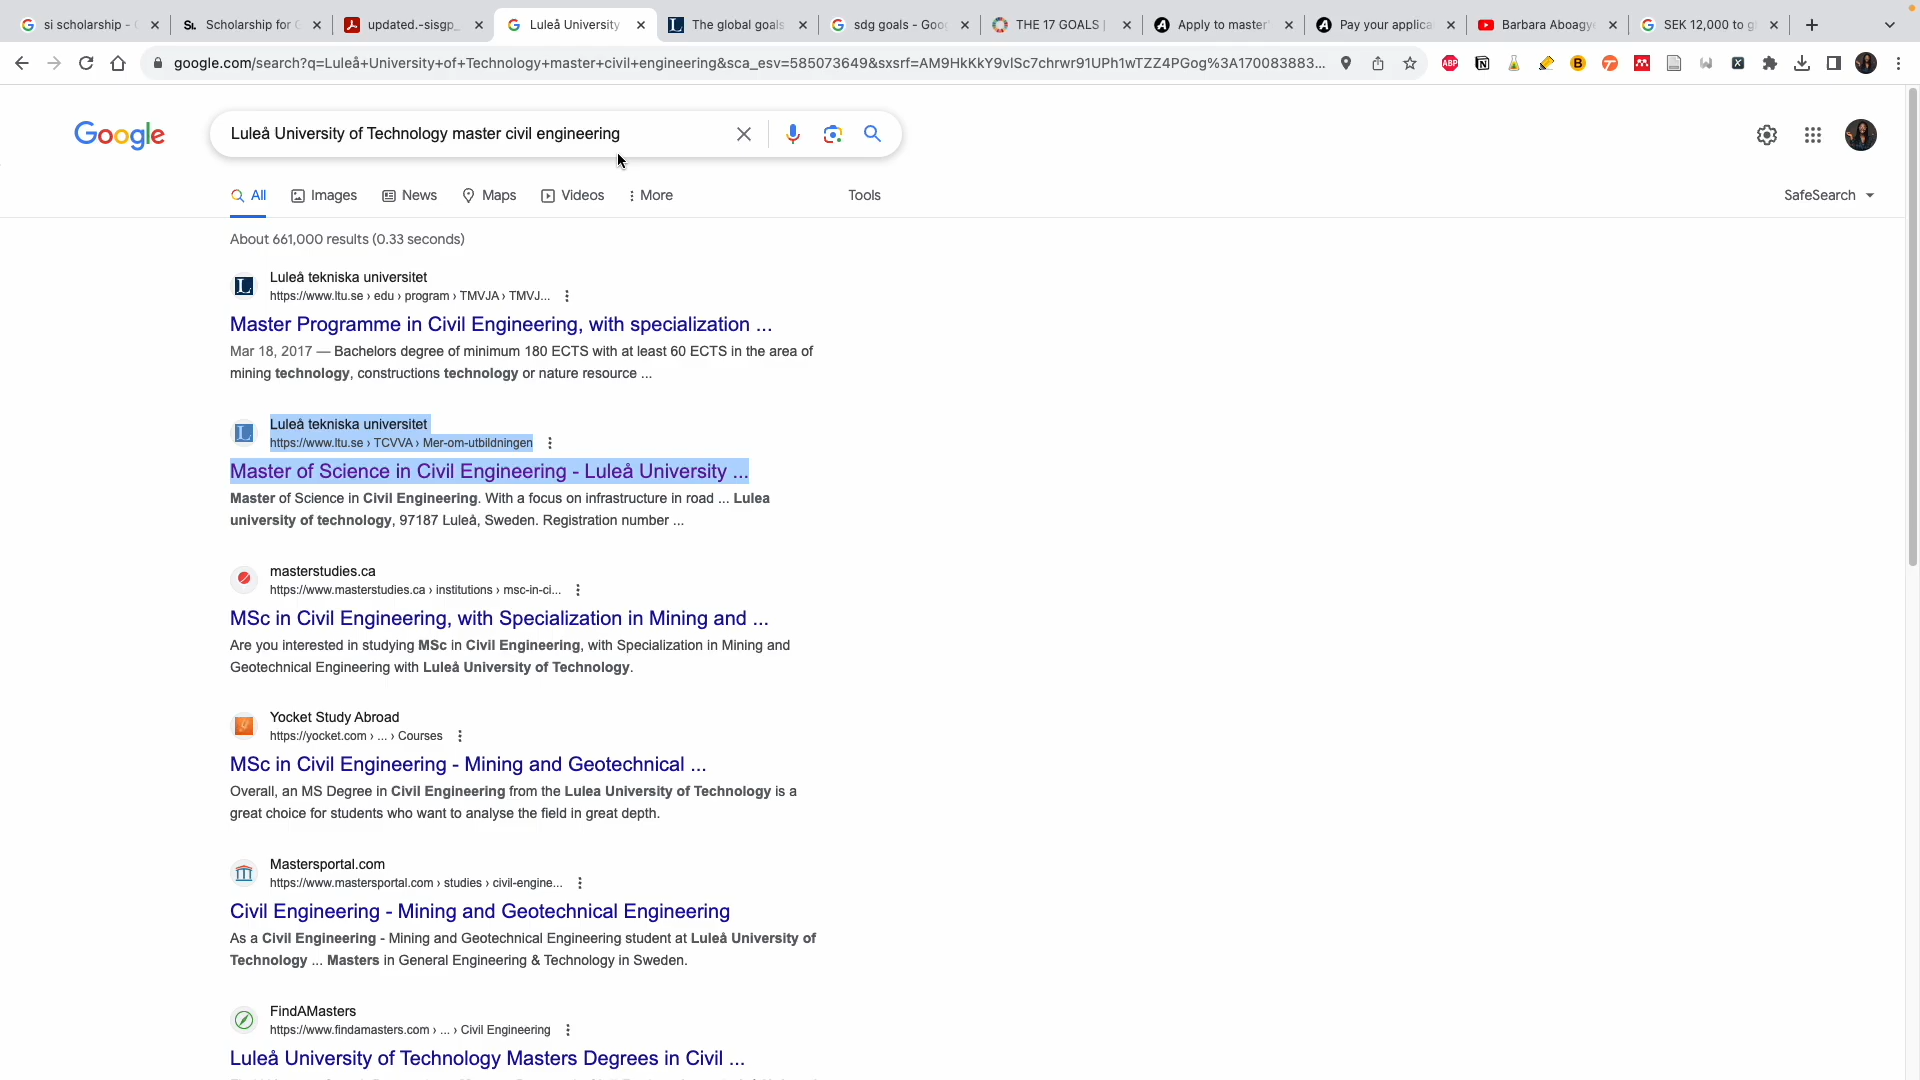 si scholarship -
Scholarship for G
updated.-sisgp_
Luleå University
The global goals
sdg goals - Goo
THE 17 GOALS |
Apply to master'
Pay your applica
Barbara Aboagy
SEK 12,000 to g
google.com/search?q=Luleå+University+of+Technology+master+civil+engineering&sca_esv=585073649&sxsrf=AM9HkKkY9vlSc7chrwr91UPh1wTZZ4PGog%3A170083883...
ABP
Google
Luleå University of Technology master civil engineering
All
Images
News
Maps
Videos
More
Tools
SafeSearch
About 661,000 results (0.33 seconds)
Luleå tekniska universitet
https://www.ltu.se › edu › program › TMVJA › TMVJ...
Master Programme in Civil Engineering, with specialization ...
Mar 18, 2017 — Bachelors degree of minimum 180 ECTS with at least 60 ECTS in the area of
mining technology, constructions technology or nature resource ...
Luleå tekniska universitet
https://www.ltu.se › TCVVA › Mer-om-utbildningen
Master of Science in Civil Engineering - Luleå University ...
Master of Science in Civil Engineering. With a focus on infrastructure in road ... Lulea
university of technology, 97187 Luleå, Sweden. Registration number ...
masterstudies.ca
https://www.masterstudies.ca › institutions › msc-in-ci...
MSc in Civil Engineering, with Specialization in Mining and ...
Are you interested in studying MSc in Civil Engineering, with Specialization in Mining and
Geotechnical Engineering with Luleå University of Technology.
Yocket Study Abroad
https://yocket.com › ... › Courses
MSc in Civil Engineering - Mining and Geotechnical ...
Overall, an MS Degree in Civil Engineering from the Lulea University of Technology is a
great choice for students who want to analyse the field in great depth.
Mastersportal.com
https://www.mastersportal.com › studies › civil-engine...
Civil Engineering - Mining and Geotechnical Engineering
As a Civil Engineering - Mining and Geotechnical Engineering student at Luleå University of
Technology ... Masters in General Engineering & Technology in Sweden.
FindAMasters
https://www.findamasters.com › ... › Civil Engineering
Luleå University of Technology Masters Degrees in Civil ...